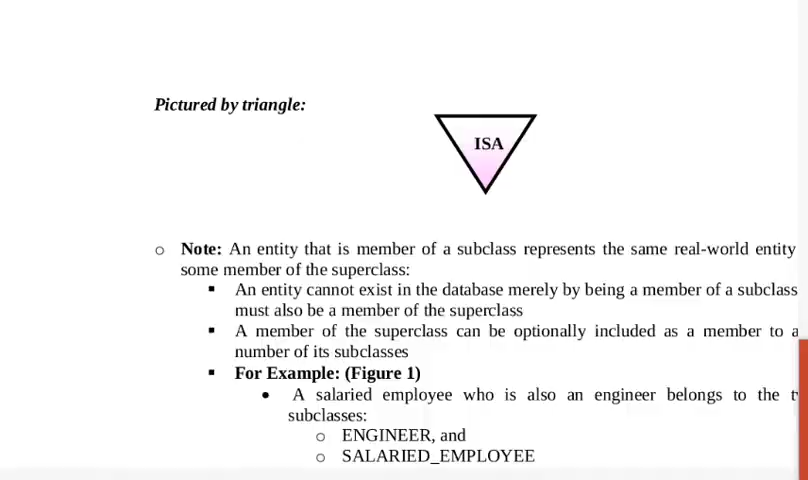 Pictured by triangle:
ISA
o Note: An entity that is member of a subclass represents the same real-world entity
some member of the superclass:
▪ An entity cannot exist in the database merely by being a member of a subclass
must also be a member of the superclass
▪ A member of the superclass can be optionally included as a member to a
number of its subclasses
▪ For Example: (Figure 1)
• A salaried employee who is also an engineer belongs to the
subclasses:
o ENGINEER, and
o SALARIED_EMPLOYEE